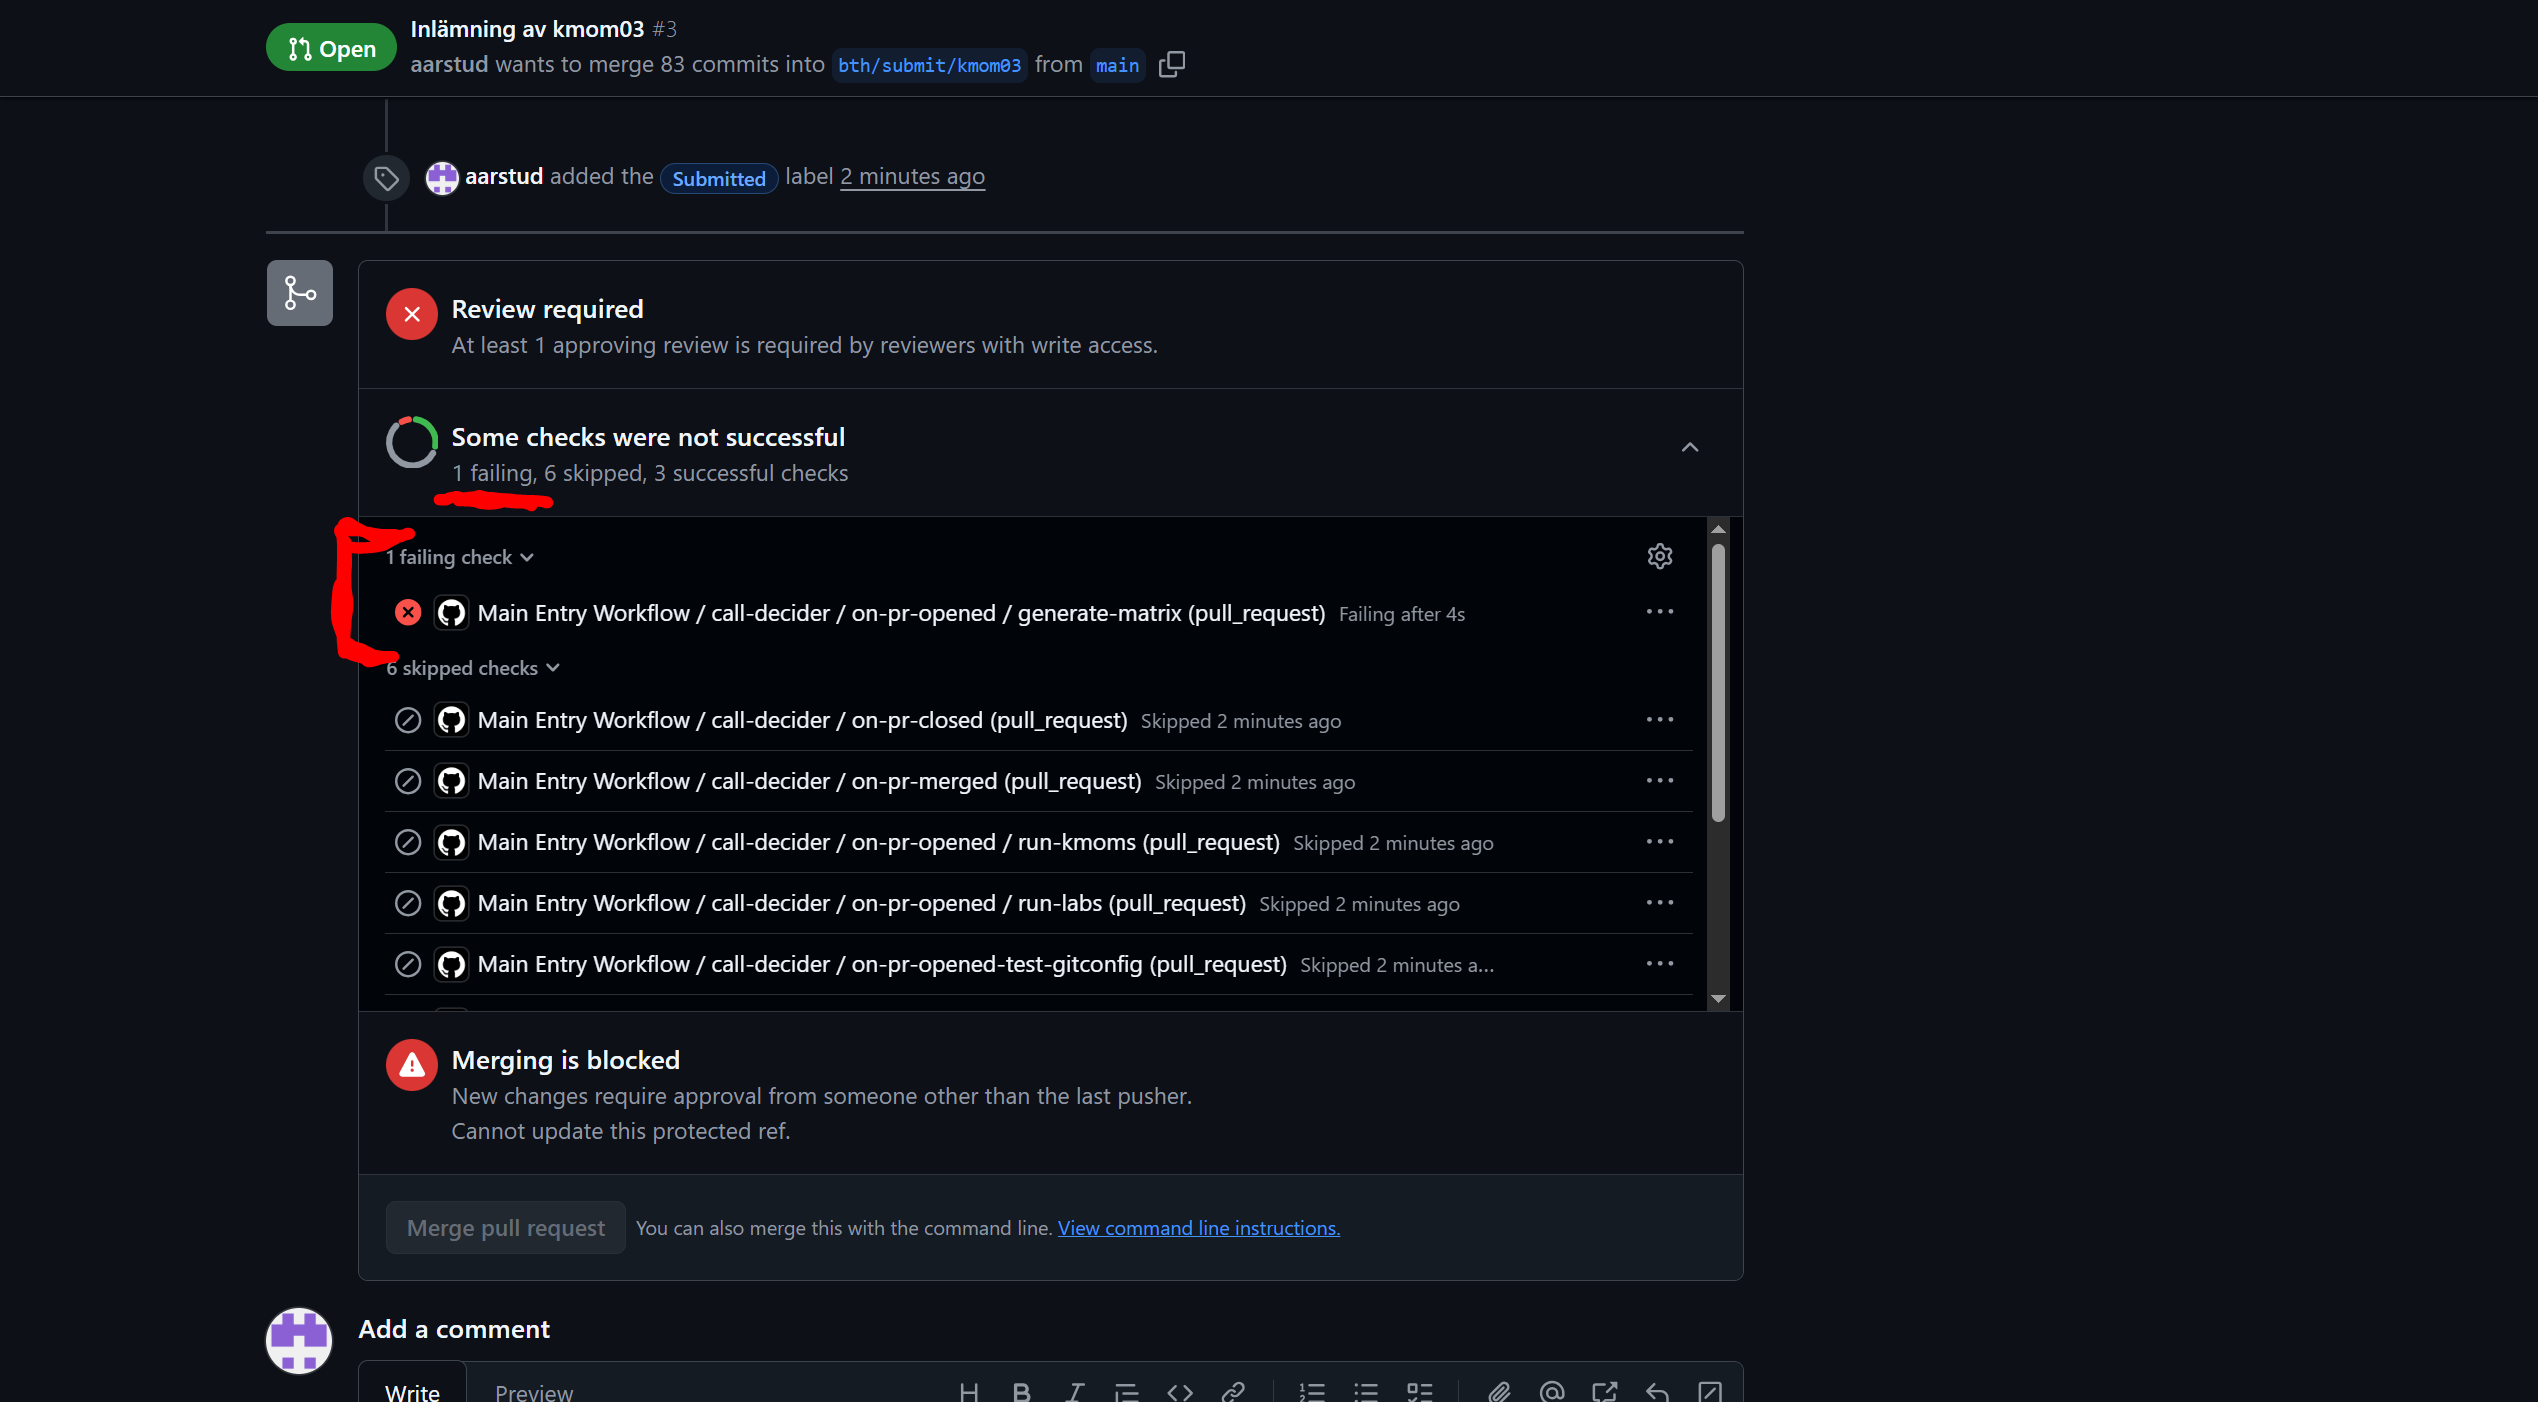 Open
Inlämning av kmom03 #3
aarstud wants to merge 83 commits into bth/submit/kmom03 from main
aarstud added the Submitted label 2 minutes ago
Review required
At least 1 approving review is required by reviewers with write access.
Some checks were not successful
1 failing, 6 skipped, 3 successful checks
1 failing check
Main Entry Workflow / call-decider / on-pr-opened / generate-matrix (pull_request) Failing after 4s
6 skipped checks
Main Entry Workflow / call-decider / on-pr-closed (pull_request) Skipped 2 minutes ago
Main Entry Workflow / call-decider / on-pr-merged (pull_request) Skipped 2 minutes ago
Main Entry Workflow / call-decider / on-pr-opened / run-kmoms (pull_request) Skipped 2 minutes ago
Main Entry Workflow / call-decider / on-pr-opened / run-labs (pull_request) Skipped 2 minutes ago
Main Entry Workflow / call-decider / on-pr-opened-test-gitconfig (pull_request) Skipped 2 minutes a...
Merging is blocked
New changes require approval from someone other than the last pusher.
Cannot update this protected ref.
Merge pull request You can also merge this with the command line. View command line instructions.
Add a comment
Write Preview